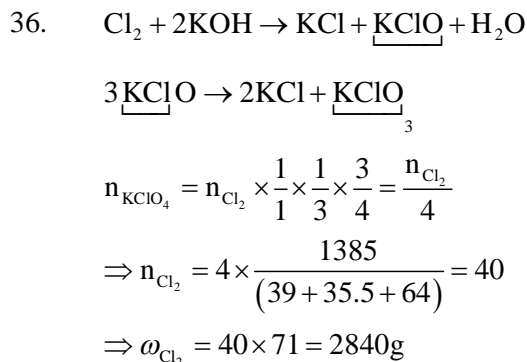 36. Cl₂ + 2KOH → KCl + KClO + H₂O
3KClO → 2KCl + KClO₃
n_KClO₄ = n_Cl₂ × 1/1 × 1/3 × 3/4 = n_Cl₂/4
⇒ n_Cl₂ = 4 × 1385/(39 + 35.5 + 64) = 40
⇒ ω_Cl₂ = 40 × 71 = 2840g